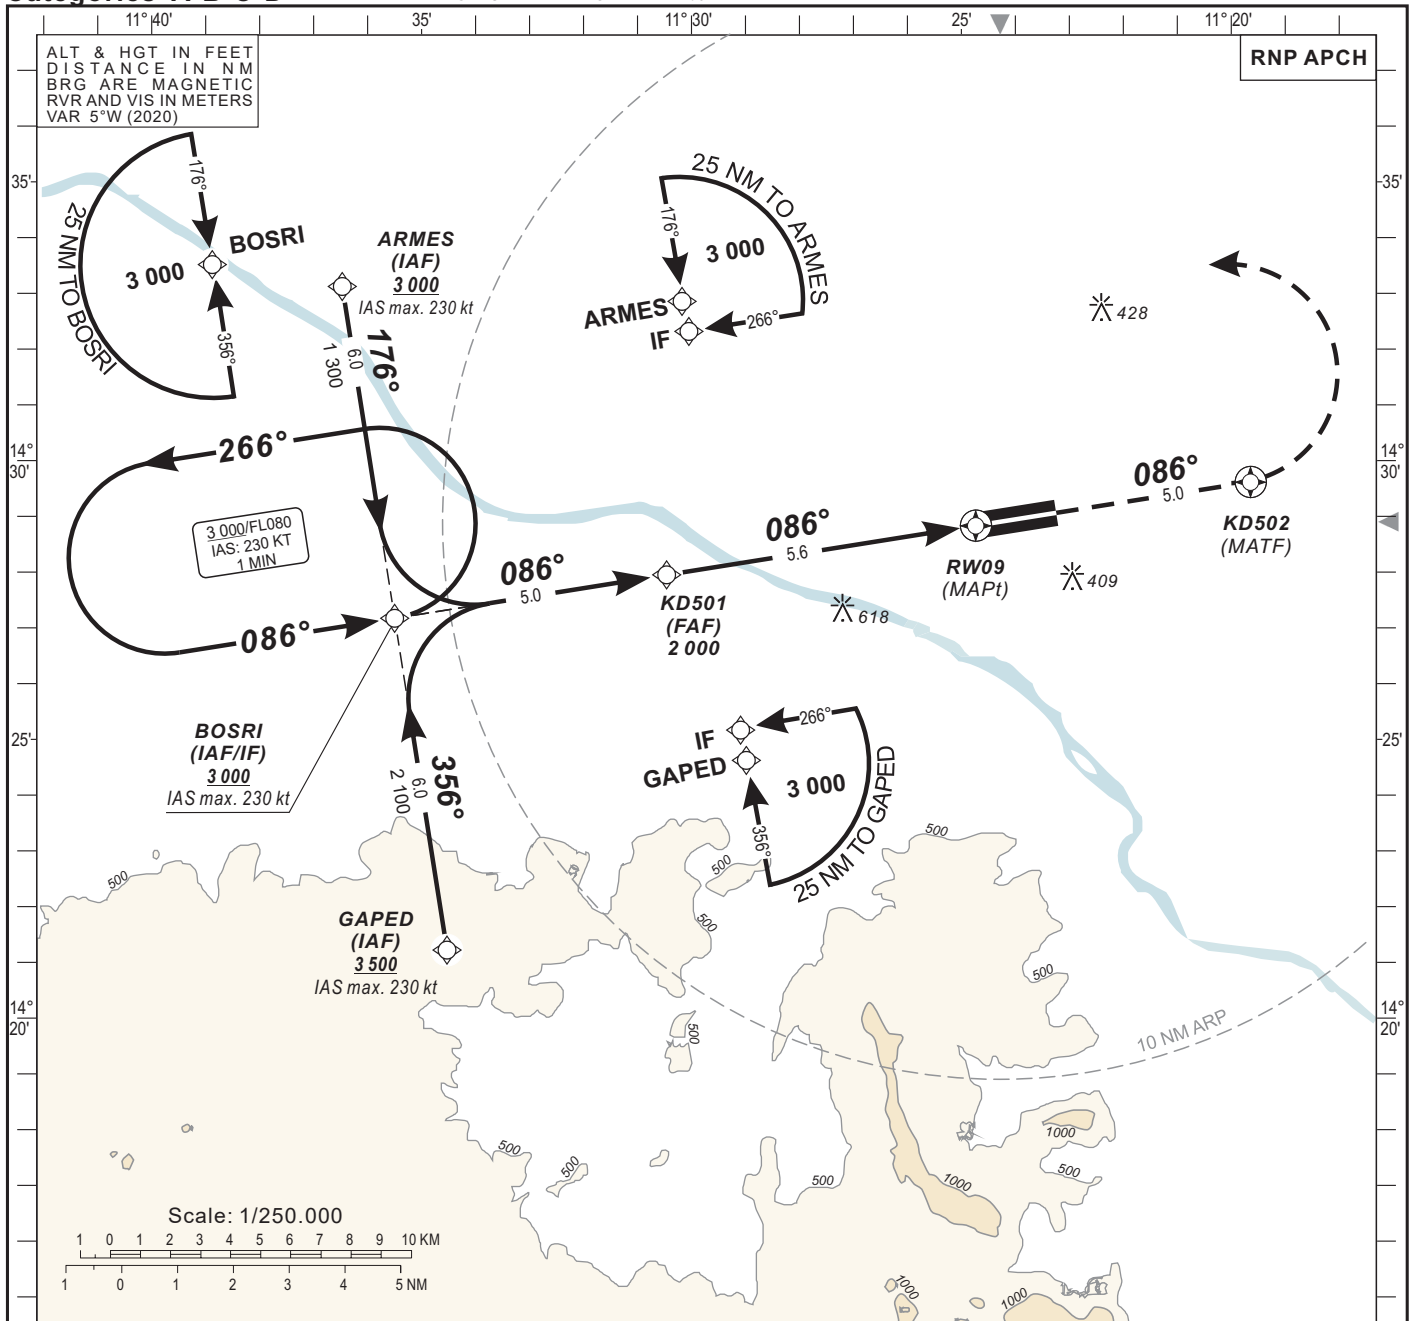 11°40'
35'
11°30'
25'
11°20'
ALT & HGT IN FEET
DISTANCE IN NM
BRG ARE MAGNETIC
RVR AND VIS IN METERS
VAR 5°W (2020)
RNP APCH
35'
35'
176°
25 NM TO BOSRI
3 000
BOSRI
356°
ARMES
(IAF)
3 000
IAS max. 230 kt
176°
6.0
1 300
25 NM TO ARMES
176°
3 000
ARMES
IF
266°
428
14°
30'
14°
30'
266°
3 000/FL080
IAS: 230 KT
1 MIN
086°
086°
5.0
086°
5.6
086°
5.0
KD501
(FAF)
2 000
RW09
(MAPt)
KD502
(MATF)
409
618
BOSRI
(IAF/IF)
3 000
IAS max. 230 kt
25'
25'
356°
6.0
2 100
IF
GAPED
266°
3 000
356°
25 NM TO GAPED
500
500
500
500
GAPED
(IAF)
3 500
IAS max. 230 kt
500
14°
20'
14°
20'
500
10 NM ARP
1000
500
500
500
500
1000
Scale: 1/250.000
1 0 1 2 3 4 5 6 7 8 9 10 KM
1 0 1 2 3 4 5 NM
1000
1000